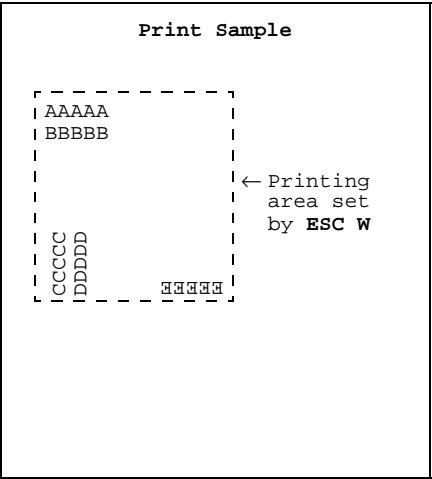 Print Sample
AAAAA
BBBBB
← Printing
area set
by ESC W
CCCCC
DDDDD
EEEEE